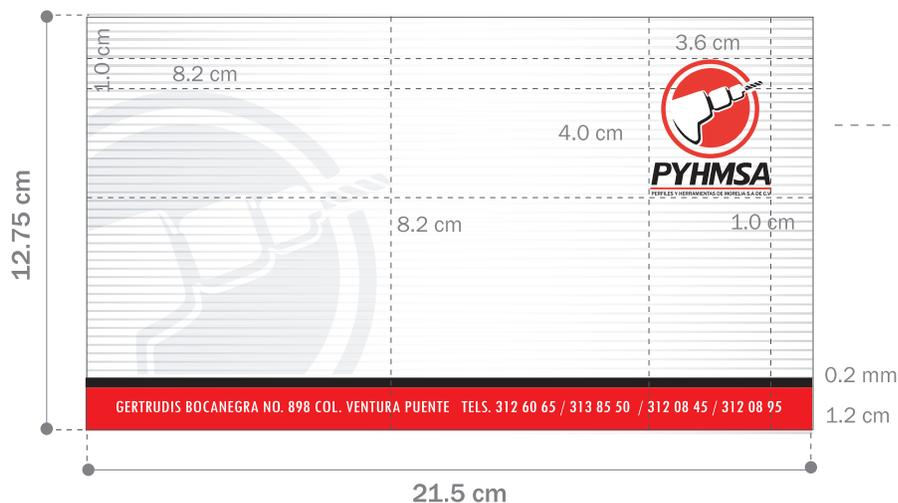 3.6 cm
1.0 cm
8.2 cm
4.0 cm
PYHMSA
PERFILES Y HERRAMIENTAS DE MORELIA S.A DE C.V
8.2 cm
1.0 cm
12.75 cm
0.2 mm
GERTRUDIS BOCANEGRA NO. 898 COL. VENTURA PUENTE TELS. 312 60 65 / 313 85 50 / 312 08 45 / 312 08 95
1.2 cm
21.5 cm